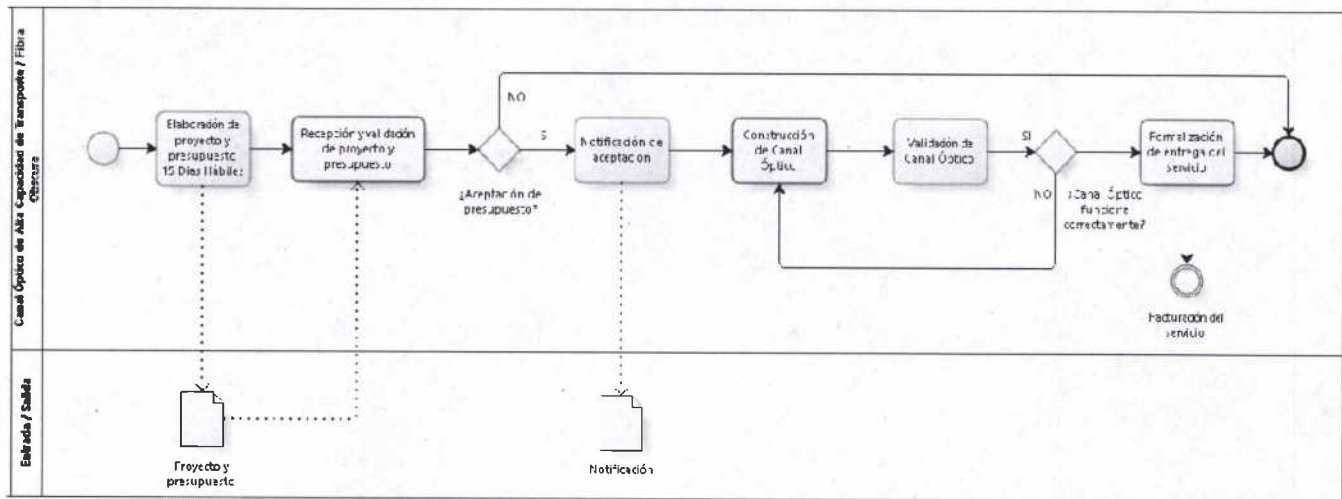 Canal Óptico de Alta Capacidad de Transporte / Fibra
Obscura
Elaboración de
proyecto y
presupuesto
15 Días Hábiles
Recepción y validación
de proyecto y
presupuesto
NO
SI
¿Aceptación de
presupuesto?
Notificación de
aceptación
Construcción
de Canal
Óptico
Validación de
Canal Óptico
SI
NO
¿Canal Óptico
funciona
correctamente?
Formalización
de entrega del
servicio
Facturación del
servicio
Entrada / Salida
Proyecto y
presupuesto
Notificación